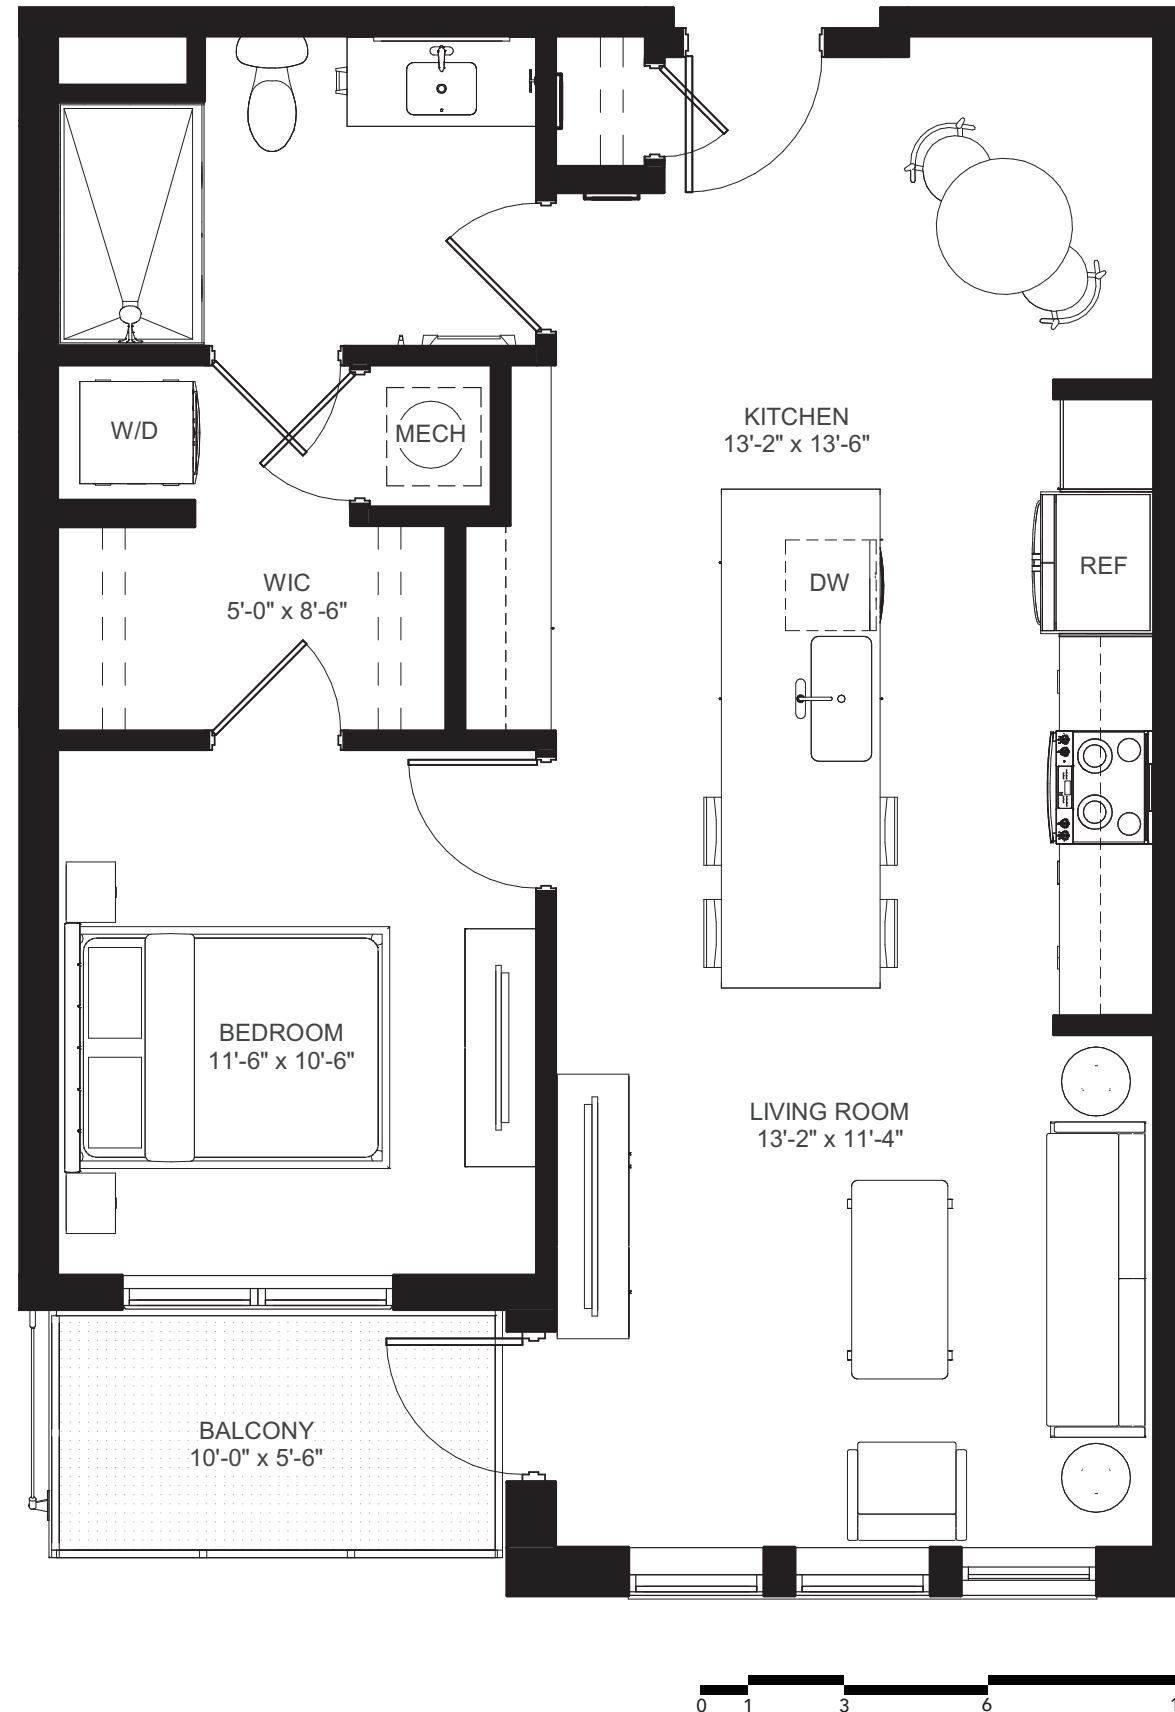 KITCHEN
13'-2" x 13'-6"
W/D
MECH
REF
DW
WIC
5'-0" x 8'-6"
BEDROOM
11'-6" x 10'-6"
LIVING ROOM
13'-2" x 11'-4"
BALCONY
10'-0" x 5'-6"
0 1 3 6